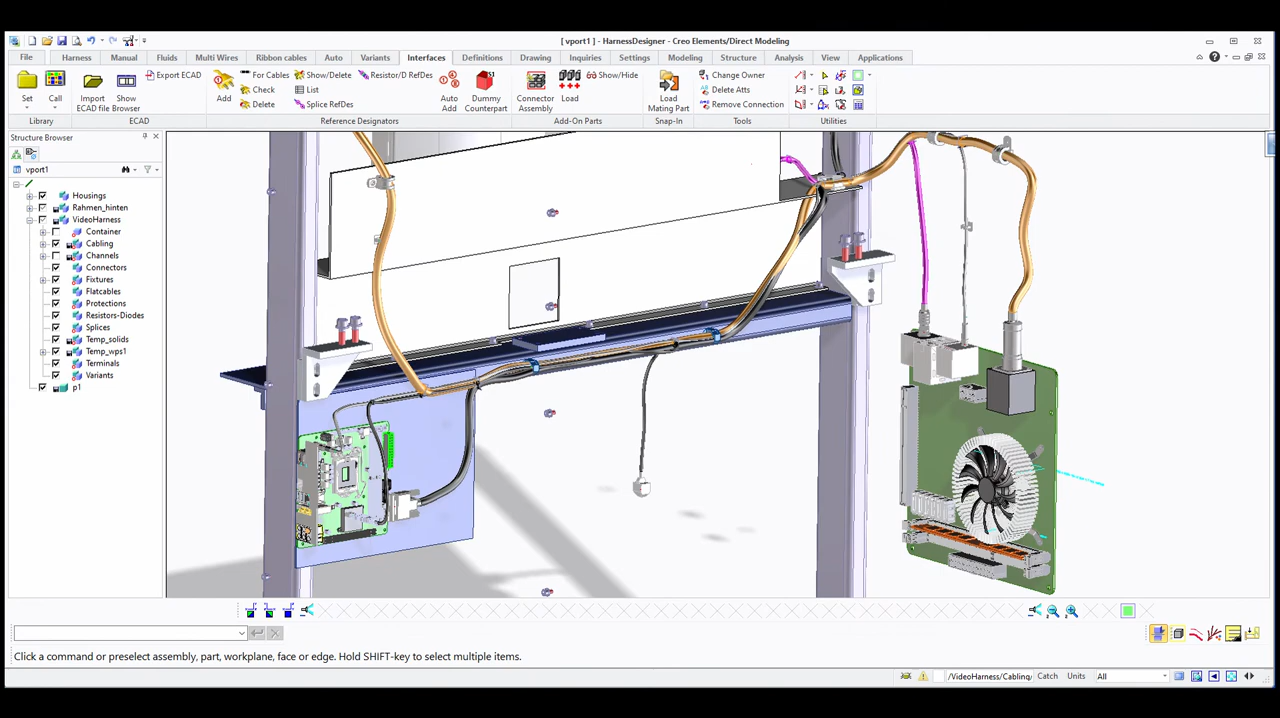 [ vport1 ] - HarnessDesigner - Creo Elements/Direct Modeling
File Harness Manual Fluids Multi Wires Ribbon cables Auto Variants Interfaces Definitions Drawing Inquiries Settings Modeling Structure Analysis View Applications
Export ECAD For Cables Show/Delete Resistor/D RefDes Show/Hide Change Owner
Check List Delete Atts
Set Call Import ECAD file Show Browser Add Delete Splice RefDes Auto Add Dummy Counterpart Connector Assembly Load Load Mating Part Remove Connection
Library ECAD Reference Designators Add-On Parts Snap-In Tools Utilities
Structure Browser
vport1
Housings
Rahmen_hinten
VideoHarness
Container
Cabling
Channels
Connectors
Fixtures
Flatcables
Protections
Resistors-Diodes
Splices
Temp_solids
Temp_wps1
Terminals
Variants
p1
Click a command or preselect assembly, part, workplane, face or edge. Hold SHIFT-key to select multiple items.
/VideoHarness/Cabling Catch Units All